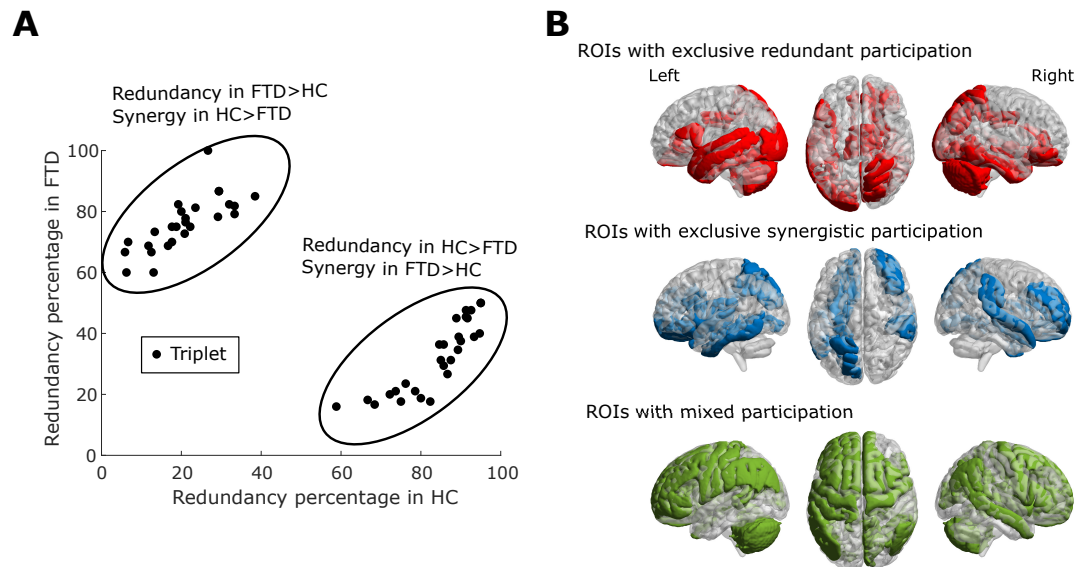 A
Redundancy in FTD>HC
Synergy in HC>FTD
Redundancy percentage in FTD
100
80
60
40
20
0
Redundancy in HC>FTD
Synergy in FTD>HC
Triplet
0 20 40 60 80 100
Redundancy percentage in HC
B
ROIs with exclusive redundant participation
Left Right
ROIs with exclusive synergistic participation
ROIs with mixed participation